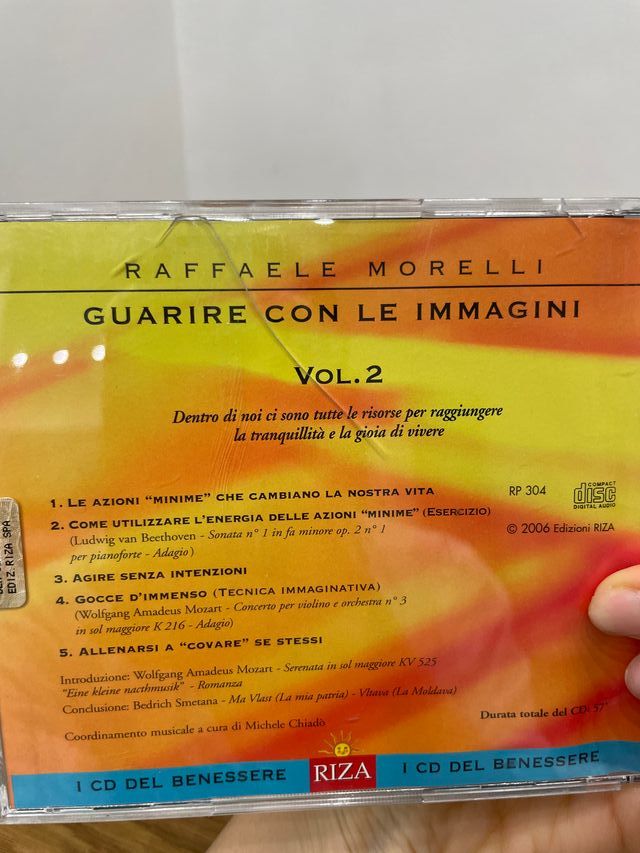 RAFFAELE MORELLI
GUARIRE CON LE IMMAGINI
VOL. 2
Dentro di noi ci sono tutte le risorse per raggiungere
la tranquillità e la gioia di vivere
1. LE AZIONI “MINIME” CHE CAMBIANO LA NOSTRA VITA
RP 304
COMPACT
disc
DIGITAL AUDIO
2. COME UTILIZZARE L'ENERGIA DELLE AZIONI “MINIME” (ESERCIZIO)
(Ludwig van Beethoven - Sonata n° 1 in fa minore op. 2 n° 1
per pianoforte - Adagio)
© 2006 Edizioni RIZA
3. AGIRE SENZA INTENZIONI
4. GOCCE D'IMMENSO (TECNICA IMMAGINATIVA)
(Wolfgang Amadeus Mozart - Concerto per violino e orchestra n° 3
in sol maggiore K 216 - Adagio)
5. ALLENARSI A “COVARE” SE STESSI
Introduzione: Wolfgang Amadeus Mozart - Serenata in sol maggiore KV 525
“Eine kleine nacthmusik” - Romanza
Conclusione: Bedrich Smetana - Ma Vlast (La mia patria) - Vltava (La Moldava)
Durata totale del CD: 57'
Coordinamento musicale a cura di Michele Chiadò
I CD DEL BENESSERE
RIZA
I CD DEL BENESSERE
EDIZ. RIZA SPA